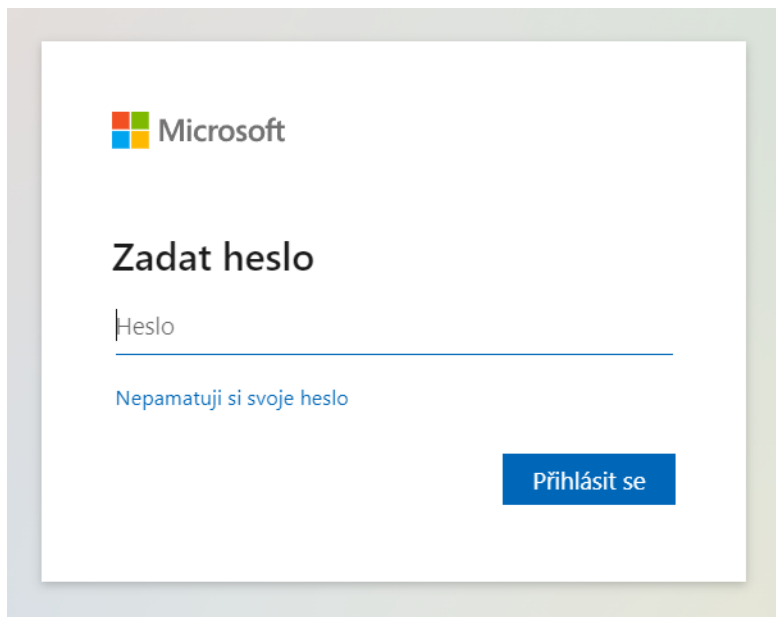 Microsoft
Zadat heslo
Heslo
Nepamatuji si svoje heslo
Přihlásit se